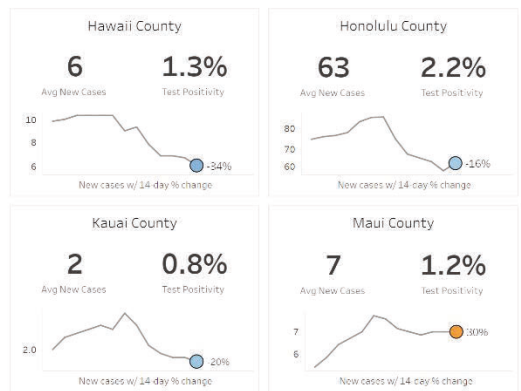 Hawaii County
6
1.3%
Avg New Cases
Test Positivity
10
8
6
-34%
New cases w/ 14-day % change
Honolulu County
63
2.2%
Avg New Cases
Test Positivity
80
70
60
-16%
New cases w/ 14-day % change
Kauai County
2
0.8%
Avg New Cases
Test Positivity
2.0
-20%
New cases w/ 14-day % change
Maui County
7
1.2%
Avg New Cases
Test Positivity
7
6
30%
New cases w/ 14-day % change